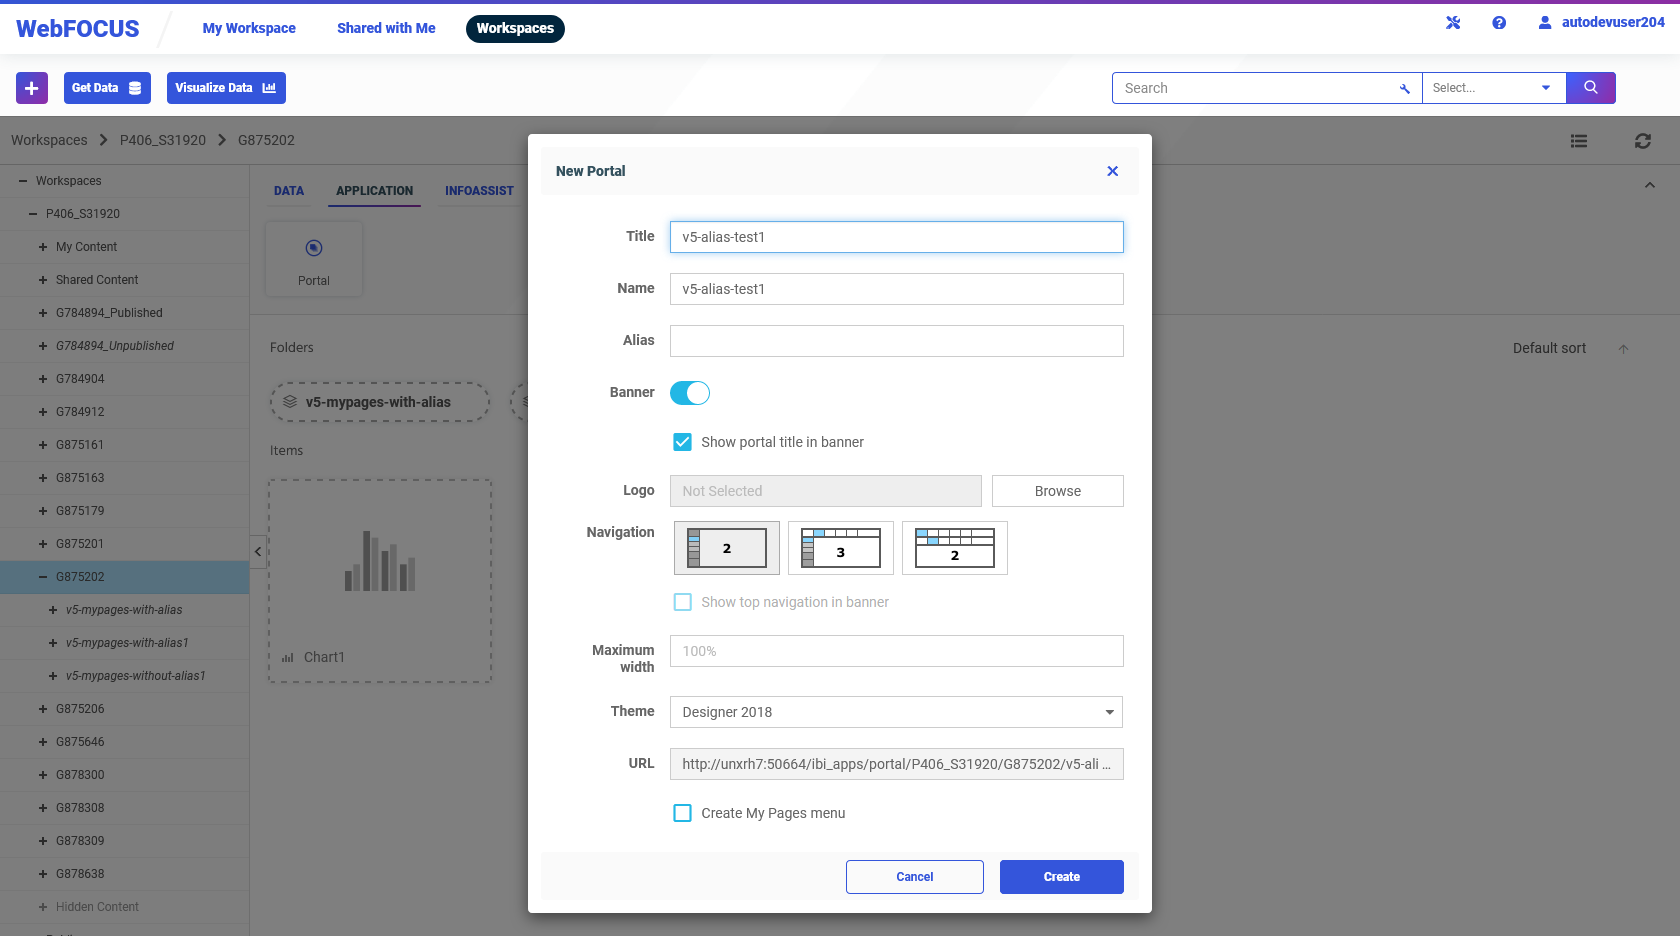 WebFOCUS
My Workspace
Shared with Me
Workspaces
autodevuser204
Get Data
Visualize Data
Search
Select...
Workspaces
P406_S31920
G875202
Workspaces
P406_S31920
My Content
Shared Content
G784894_Published
G784894_Unpublished
G784904
G784912
G875161
G875163
G875179
G875201
G875202
v5-mypages-with-alias
v5-mypages-with-alias1
v5-mypages-without-alias1
G875206
G875646
G878300
G878308
G878309
G878638
Hidden Content
DATA
APPLICATION
INFOASSIST
Portal
Folders
Default sort
v5-mypages-with-alias
Items
Chart1
New Portal
Title
v5-alias-test1
Name
v5-alias-test1
Alias
Banner
Show portal title in banner
Logo
Not Selected
Browse
Navigation
2
3
2
Show top navigation in banner
Maximum
width
100%
Theme
Designer 2018
URL
http://unxrh7:50664/ibi_apps/portal/P406_S31920/G875202/v5-ali ...
Create My Pages menu
Cancel
Create